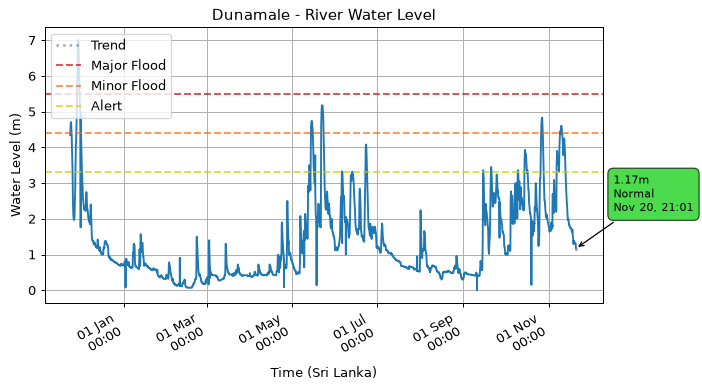 Dunamale - River Water Level
Trend
Major Flood
Minor Flood
Alert
7
6
5
4
3
2
1
0
Water Level (m)
1.17m
Normal
Nov 20, 21:01
01 Jan
00:00
01 Mar
00:00
01 May
00:00
01 Jul
00:00
01 Sep
00:00
01 Nov
00:00
Time (Sri Lanka)